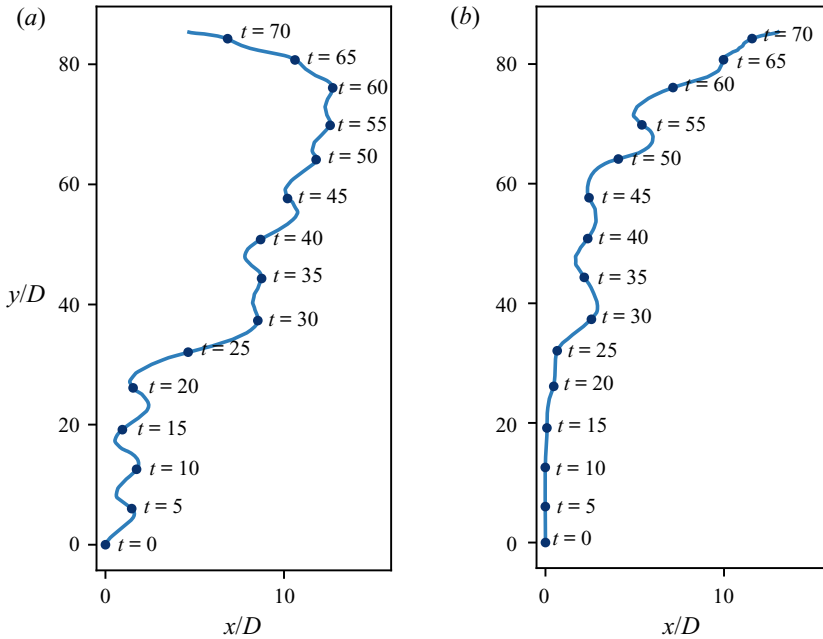 (a)
80
60
40
20
0
y/D
t = 70
t = 65
t = 60
t = 55
t = 50
t = 45
t = 40
t = 35
t = 30
t = 25
t = 20
t = 15
t = 10
t = 5
t = 0
0 10
x/D
(b)
80
60
40
20
0
t = 70
t = 65
t = 60
t = 55
t = 50
t = 45
t = 40
t = 35
t = 30
t = 25
t = 20
t = 15
t = 10
t = 5
t = 0
0 10
x/D